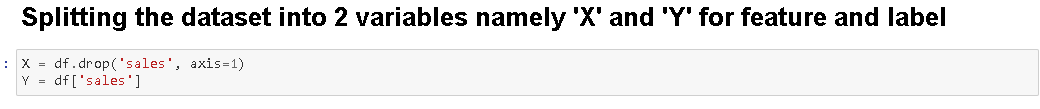 Splitting the dataset into 2 variables namely 'X' and 'Y' for feature and label
: X = df.drop('sales', axis=1)
Y = df['sales']